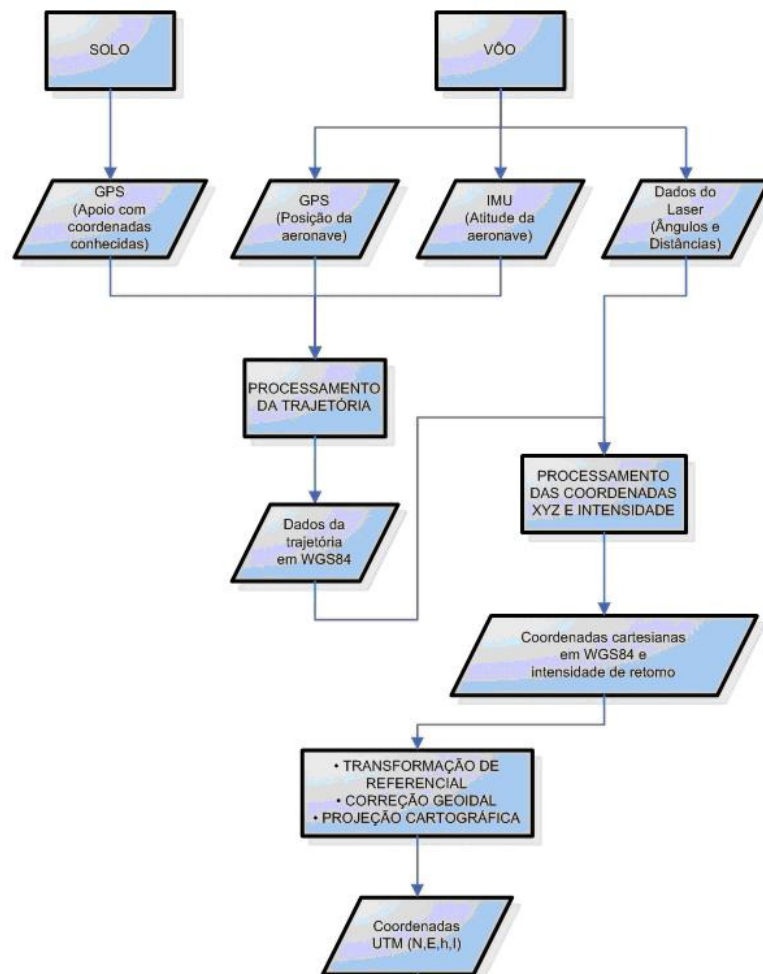 SOLO
VÔO
GPS
(Apoio com
coordenadas
conhecidas)
GPS
(Posição da
aeronave)
IMU
(Atitude da
aeronave)
Dados do
Laser
(Ângulos e
Distâncias)
PROCESSAMENTO
DA TRAJETÓRIA
PROCESSAMENTO
DAS COORDENADAS
XYZ E INTENSIDADE
Dados da
trajetória
em WGS84
Coordenadas cartesianas
em WGS84 e
intensidade de retorno
• TRANSFORMAÇÃO DE
REFERENCIAL
• CORREÇÃO GEOIDAL
• PROJEÇÃO CARTOGRÁFICA
Coordenadas
UTM (N,E,h,I)